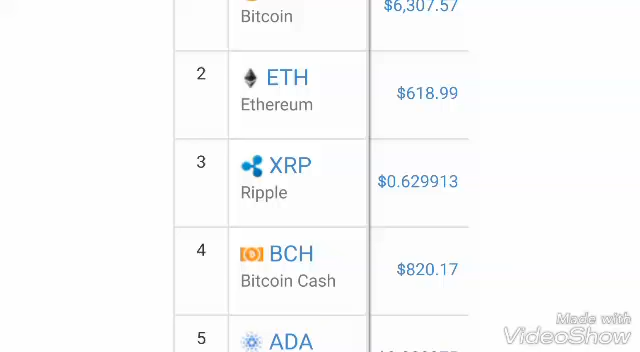 $6,307.57
Bitcoin
2
ETH
$618.99
Ethereum
3
XRP
$0.629913
Ripple
4
BCH
$820.17
Bitcoin Cash
5
ADA
Made with
VideoShow